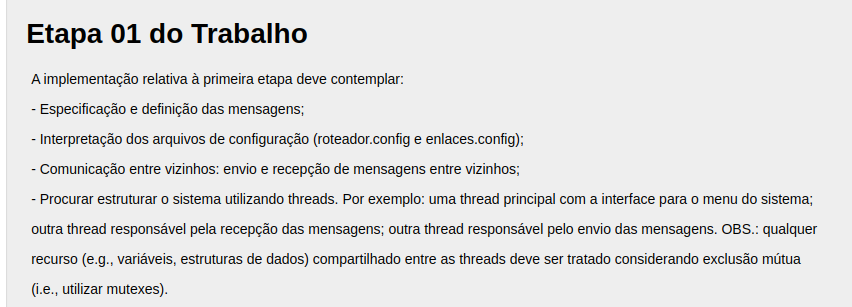 Etapa 01 do Trabalho
A implementação relativa à primeira etapa deve contemplar:
- Especificação e definição das mensagens;
- Interpretação dos arquivos de configuração (roteador.config e enlaces.config);
- Comunicação entre vizinhos: envio e recepção de mensagens entre vizinhos;
- Procurar estruturar o sistema utilizando threads. Por exemplo: uma thread principal com a interface para o menu do sistema;
outra thread responsável pela recepção das mensagens; outra thread responsável pelo envio das mensagens. OBS.: qualquer
recurso (e.g., variáveis, estruturas de dados) compartilhado entre as threads deve ser tratado considerando exclusão mútua
(i.e., utilizar mutexes).